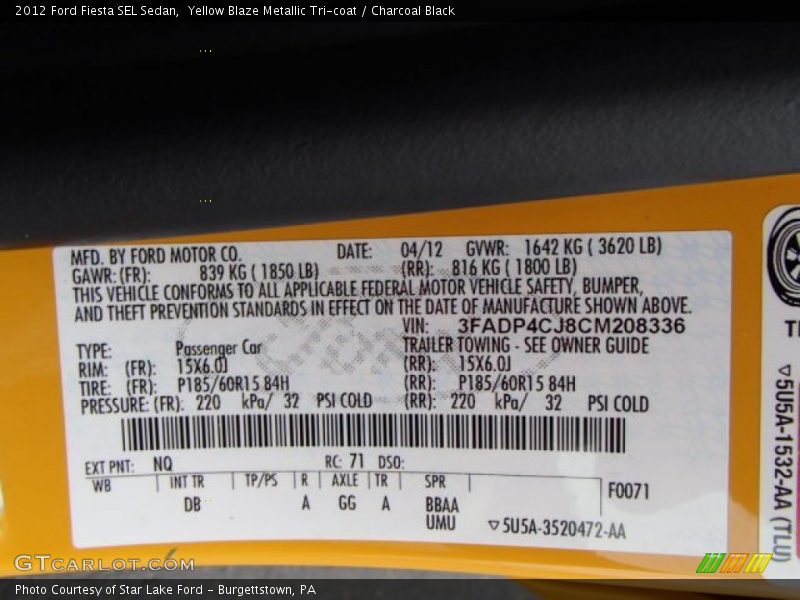 2012 Ford Fiesta SEL Sedan,  Yellow Blaze Metallic Tri-coat / Charcoal Black
MFD. BY FORD MOTOR CO. DATE: 04/12 GVWR: 1642 KG ( 3620 LB)
GAWR: (FR): 839 KG ( 1850 LB) (RR): 816 KG ( 1800 LB)
THIS VEHICLE CONFORMS TO ALL APPLICABLE FEDERAL MOTOR VEHICLE SAFETY, BUMPER,
AND THEFT PREVENTION STANDARDS IN EFFECT ON THE DATE OF MANUFACTURE SHOWN ABOVE.
VIN: 3FADP4CJ8CM208336
TYPE: Passenger Car TRAILER TOWING - SEE OWNER GUIDE
RIM: (FR): 15X6.0J (RR): 15X6.0J
TIRE: (FR): P185/60R15 84H (RR): P185/60R15 84H
PRESSURE: (FR): 220 kPa/ 32 PSI COLD (RR): 220 kPa/ 32 PSI COLD
EXT PNT: NQ RC: 71 DSO:
WB INT TR TP/PS R AXLE TR SPR F0071
DB A GG A BBAA
UMU ▽5U5A-3520472-AA
▽5U5A-1532-AA (TLU)
GTCARLOT.COM
Photo Courtesy of Star Lake Ford - Burgettstown, PA